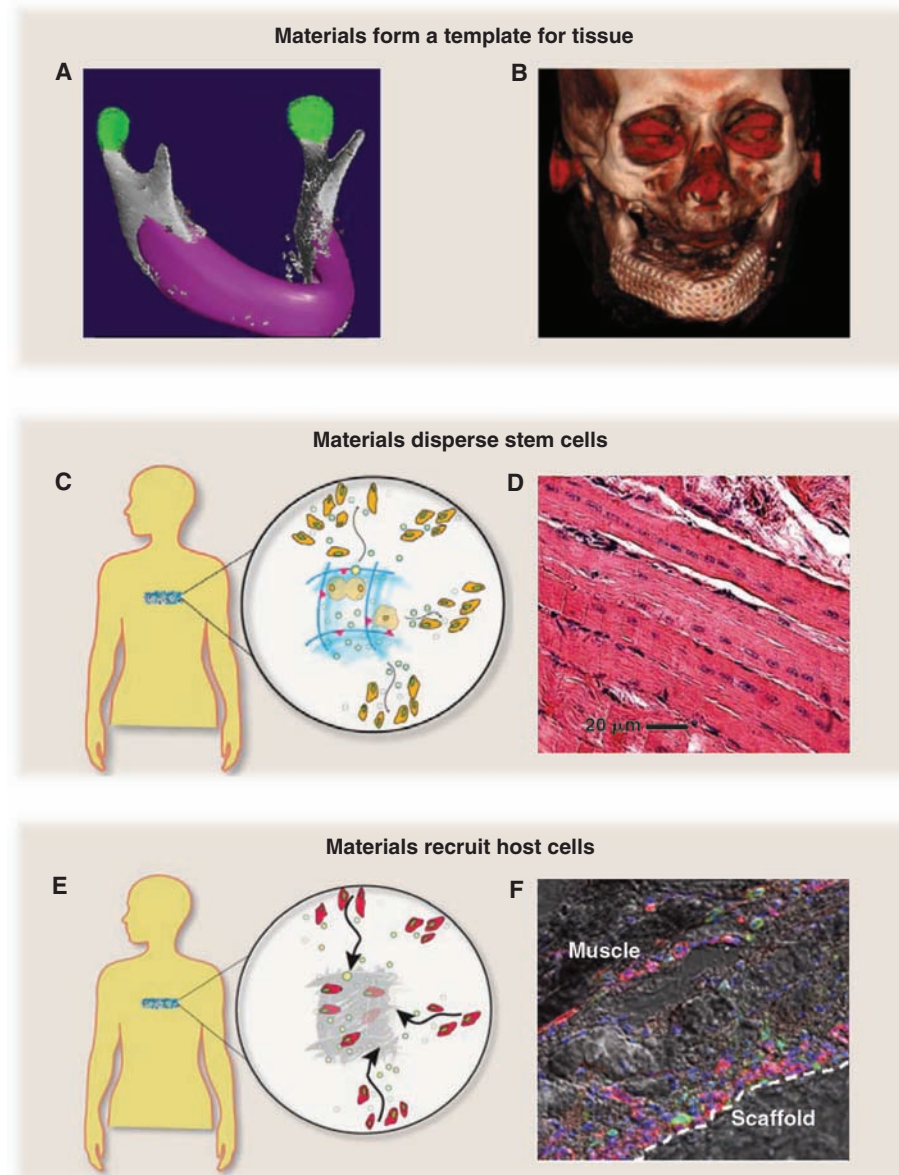 Materials form a template for tissue
A
B
Materials disperse stem cells
C
D
20 μm
Materials recruit host cells
E
F
Muscle
Scaffold